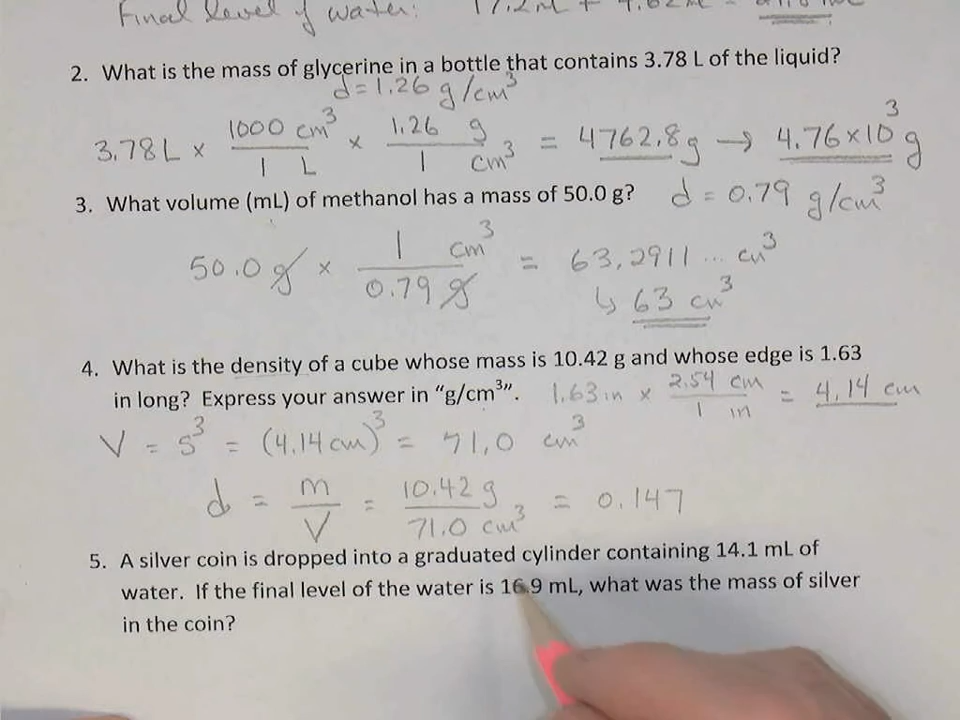 Final level of water: 17.2 mL + 4.62 mL =
2. What is the mass of glycerine in a bottle that contains 3.78 L of the liquid?
d = 1.26 g/cm³
3.78 L × 1000 cm³ / 1 L × 1.26 g / 1 cm³ = 4762.8 g → 4.76 × 10³ g
3. What volume (mL) of methanol has a mass of 50.0 g? d = 0.79 g/cm³
50.0 g × 1 cm³ / 0.79 g = 63.2911 ... cm³
↳ 63 cm³
4. What is the density of a cube whose mass is 10.42 g and whose edge is 1.63
in long? Express your answer in “g/cm³”. 1.63 in × 2.54 cm / 1 in = 4.14 cm
V = s³ = (4.14 cm)³ = 71.0 cm³
d = m / V = 10.42 g / 71.0 cm³ = 0.147
5. A silver coin is dropped into a graduated cylinder containing 14.1 mL of
water. If the final level of the water is 16.9 mL, what was the mass of silver
in the coin?